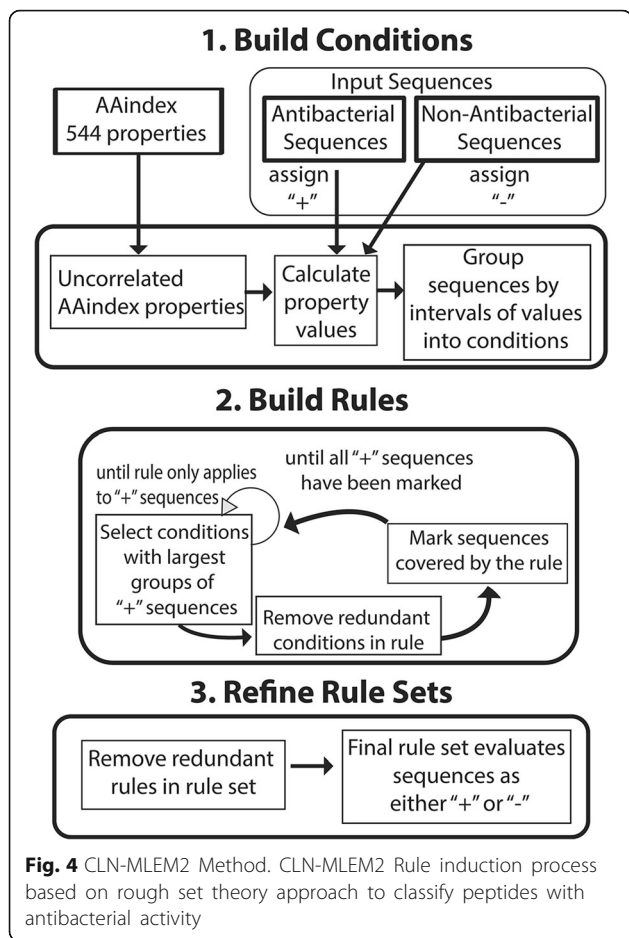 1. Build Conditions
AAindex
544 properties
Input Sequences
Antibacterial
Sequences
Non-Antibacterial
Sequences
assign
"+"
assign
"-"
Uncorrelated
AAindex properties
Calculate
property
values
Group
sequences by
intervals of values
into conditions
2. Build Rules
until rule only applies
to "+" sequences
until all "+" sequences
have been marked
Select conditions
with largest
groups of
"+" sequences
Remove redundant
conditions in rule
Mark sequences
covered by the rule
3. Refine Rule Sets
Remove redundant
rules in rule set
Final rule set evaluates
sequences as
either "+" or "-"
Fig. 4 CLN-MLEM2 Method. CLN-MLEM2 Rule induction process
based on rough set theory approach to classify peptides with
antibacterial activity